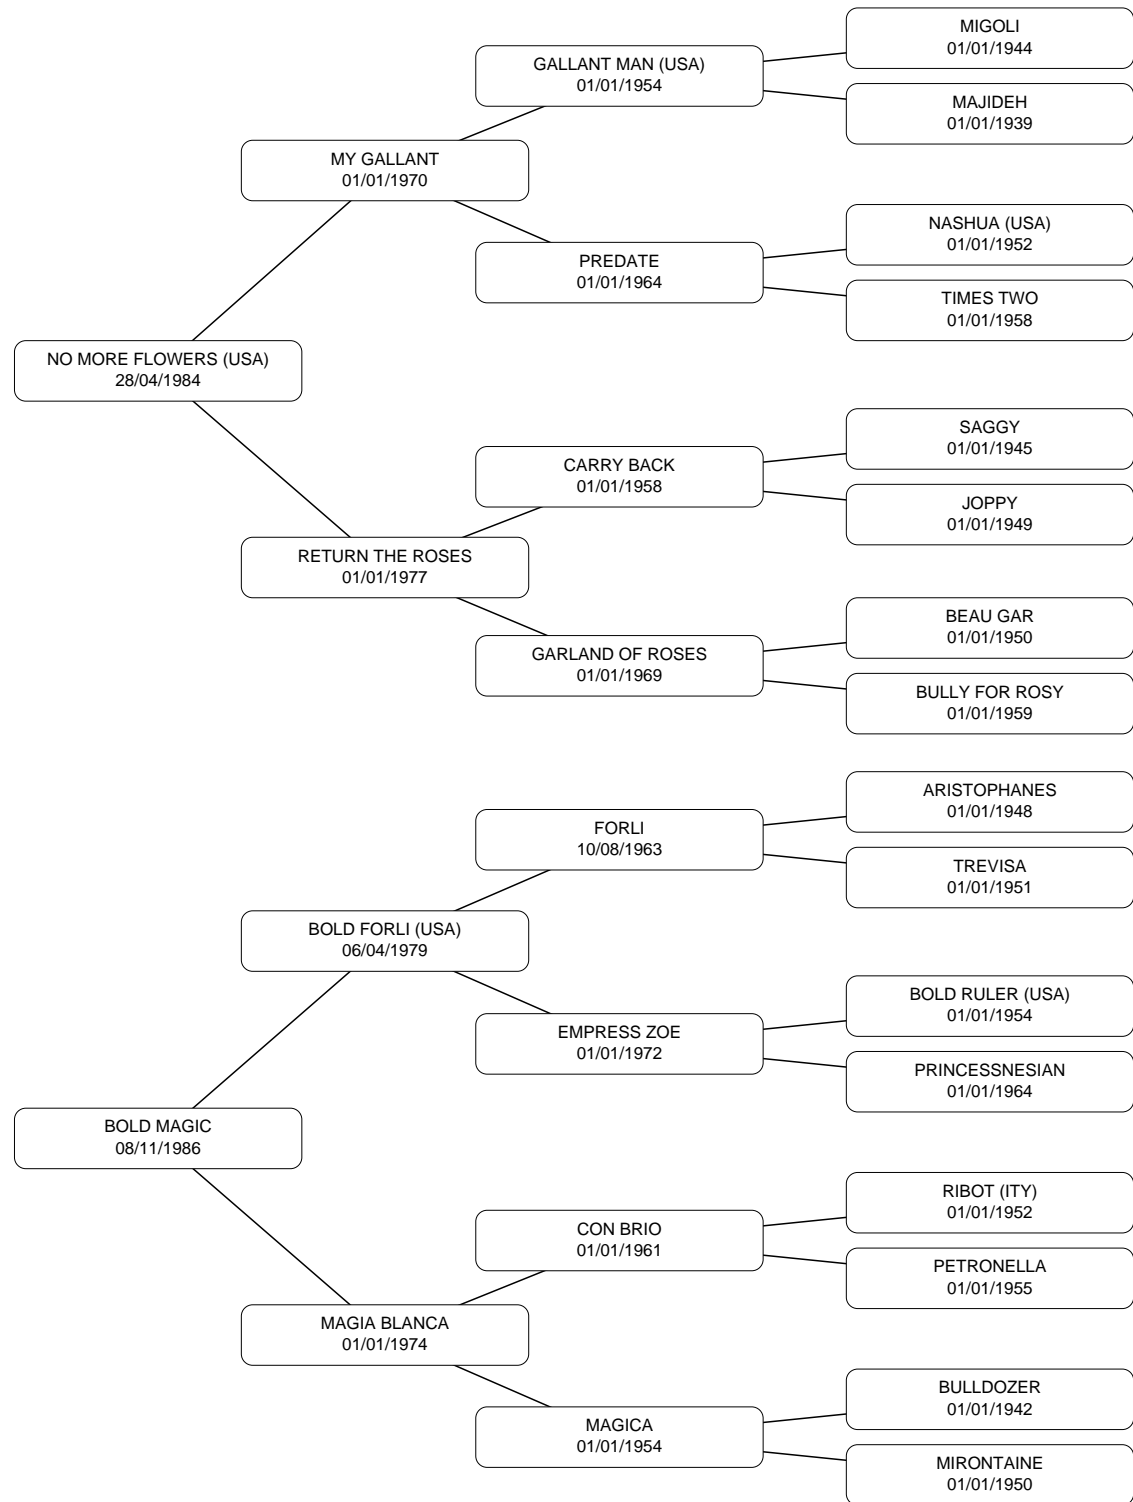 MIGOLI
01/01/1944
GALLANT MAN (USA)
01/01/1954
MAJIDEH
01/01/1939
MY GALLANT
01/01/1970
NASHUA (USA)
01/01/1952
PREDATE
01/01/1964
TIMES TWO
01/01/1958
NO MORE FLOWERS (USA)
28/04/1984
SAGGY
01/01/1945
CARRY BACK
01/01/1958
JOPPY
01/01/1949
RETURN THE ROSES
01/01/1977
BEAU GAR
01/01/1950
GARLAND OF ROSES
01/01/1969
BULLY FOR ROSY
01/01/1959
ARISTOPHANES
01/01/1948
FORLI
10/08/1963
TREVISA
01/01/1951
BOLD FORLI (USA)
06/04/1979
BOLD RULER (USA)
01/01/1954
EMPRESS ZOE
01/01/1972
PRINCESSNESIAN
01/01/1964
BOLD MAGIC
08/11/1986
RIBOT (ITY)
01/01/1952
CON BRIO
01/01/1961
PETRONELLA
01/01/1955
MAGIA BLANCA
01/01/1974
BULLDOZER
01/01/1942
MAGICA
01/01/1954
MIRONTAINE
01/01/1950